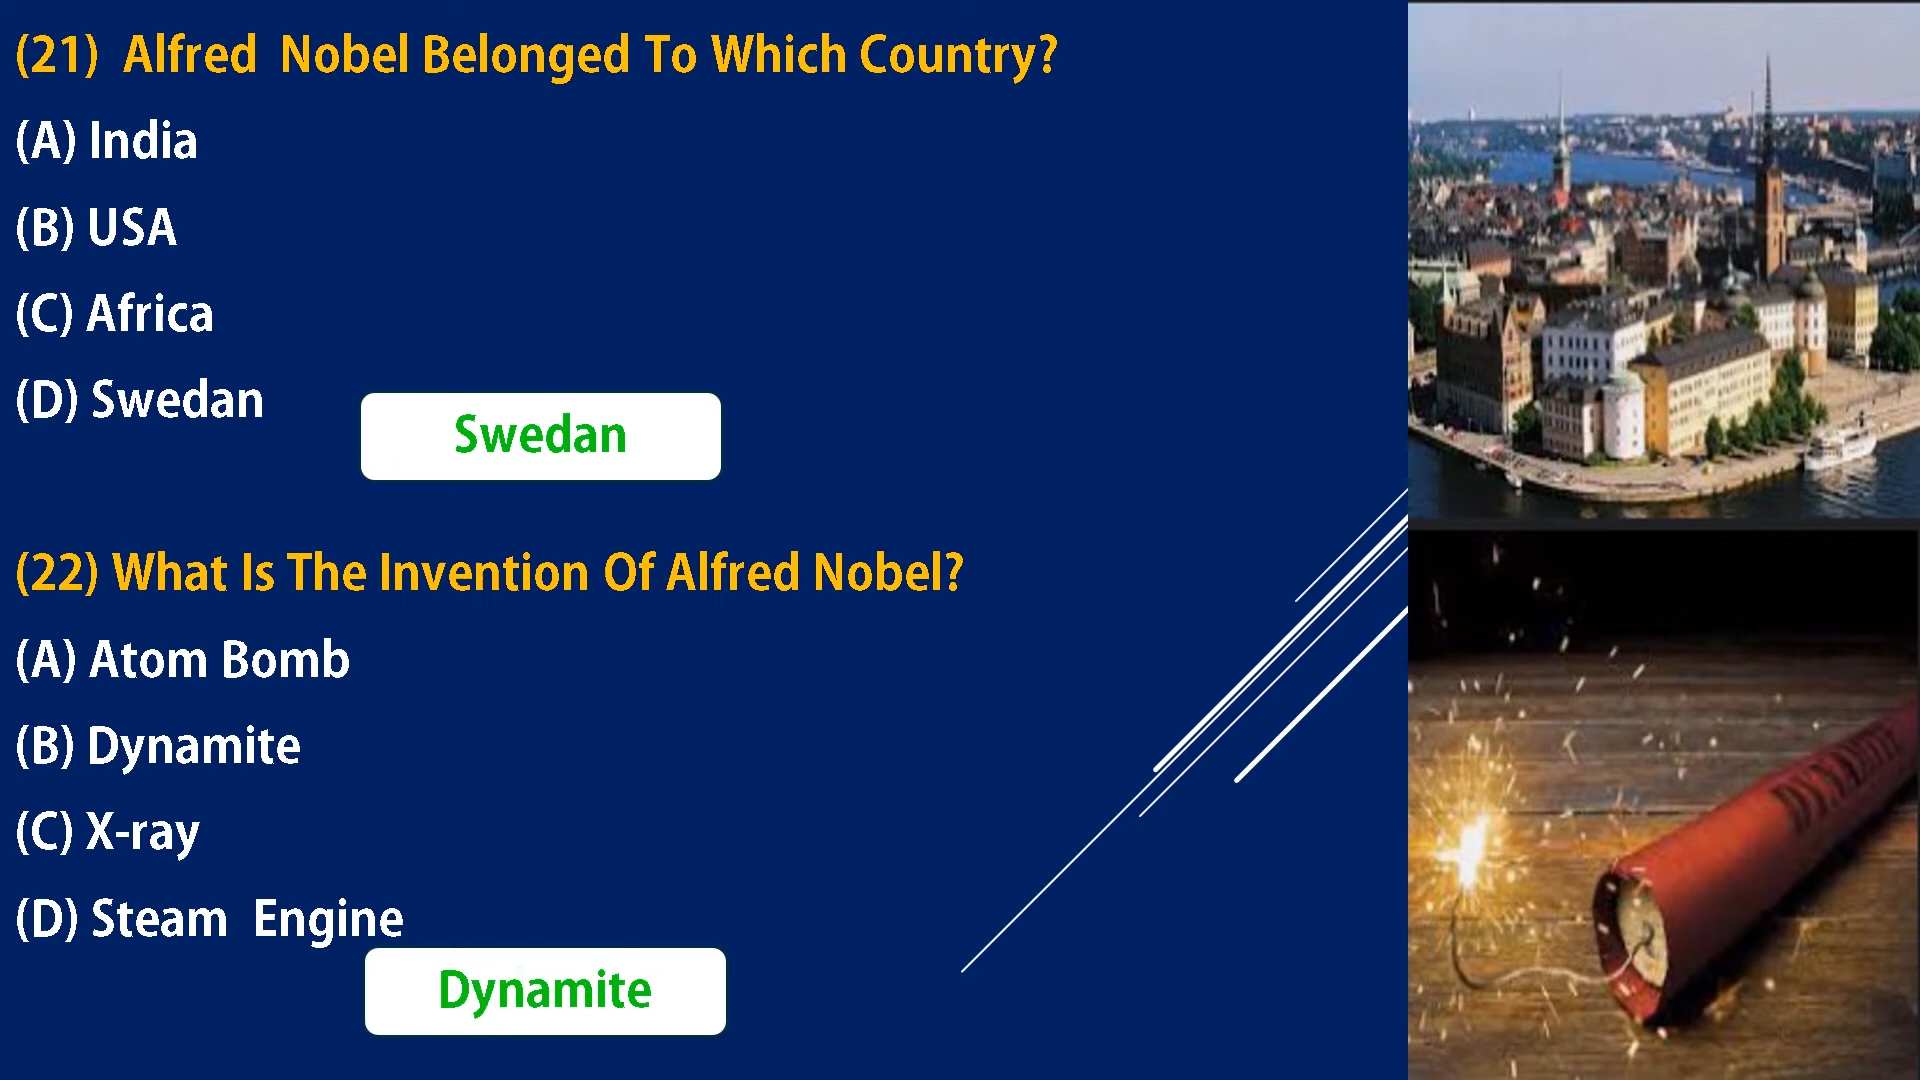 (21) Alfred Nobel Belonged To Which Country?
(A) India
(B) USA
(C) Africa
(D) Swedan
Swedan
(22) What Is The Invention Of Alfred Nobel?
(A) Atom Bomb
(B) Dynamite
(C) X-ray
(D) Steam Engine
Dynamite
DYNAMITE